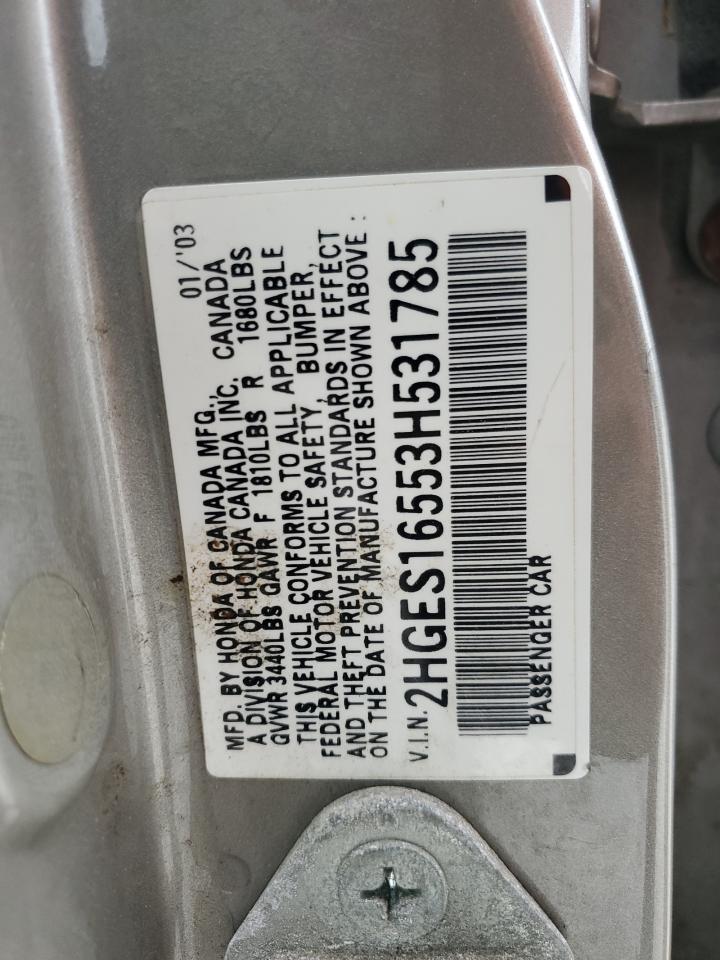 01/'03
MFD. BY HONDA OF CANADA MFG.,
A DIVISION OF HONDA CANADA INC. CANADA
GVWR 3440LBS GAWR F 1810LBS R 1680LBS
THIS VEHICLE CONFORMS TO ALL APPLICABLE
FEDERAL MOTOR VEHICLE SAFETY, BUMPER,
AND THEFT PREVENTION STANDARDS IN EFFECT
ON THE DATE OF MANUFACTURE SHOWN ABOVE :
V.I.N. 2HGES16553H531785
PASSENGER CAR